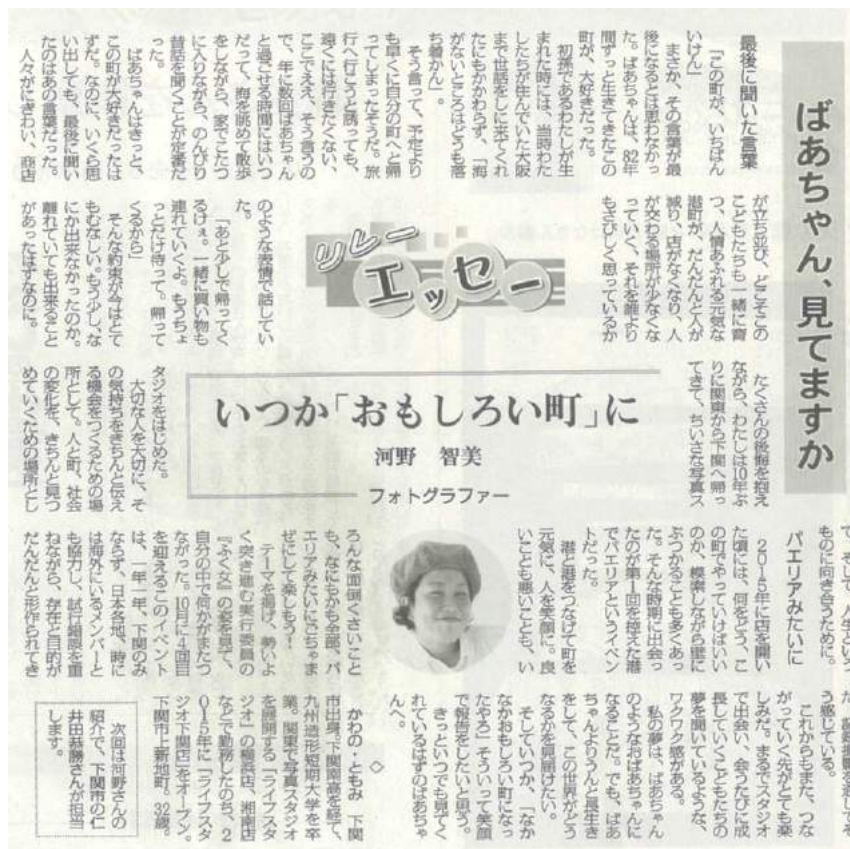 ばあちゃん、見てますか
最後に聞いた言葉
「この町が、いちばん
いいけん」
まさか、その言葉が最
後になるとは思わなかっ
た。ばあちゃんは、82年
間ずっと生きてきたこの
町が、大好きだった。
初孫であるわたしが生
まれた時には、当時わた
したちが住んでいた大阪
まで世話をしに来てくれ
たにもかかわらず、「海
がないところはどうも落
ち着かん」。
そう言って、予定より
も早くに自分の町へと帰
ってしまったそうだ。旅
行へ行こうと誘っても、
遠くには行きたくない、
ここでええ、そう言うの
で、年に数回ばあちゃん
と過ごせる時間にはいつ
だって、海を眺めて散歩
をしながら、家でこたつ
に入りながら、のんびり
昔話を聞くことが定番だ
った。
ばあちゃんはきっと、
この町が大好きだったは
ずだ。なのに、いくら思
い出しても、最後に聞い
たのはあの言葉だった。
人々がにぎわい、商店
が立ち並び、どこそこの
こどもたちも一緒に育
つ、人情あふれる元気な
港町が、だんだんと人が
減り、店がなくなり、人
が交わる場所が少なくな
っていく、それを誰より
もさびしく思っているか
リレー
エッセー
のような表情で話してい
た。
「あと少しで帰ってく
るけぇ。一緒に買い物も
連れていくよ。もうちょ
っとだけ待って。帰って
くるから」
そんな約束が今はとて
もむなしい。もう少し、な
にか出来なかったのか。
離れていても出来ること
があったはずなのに。
たくさんの後悔を抱え
ながら、わたしは10年ぶ
りに関東から下関へ帰っ
てきて、ちいさな写真ス
いつか「おもしろい町」に
河野 智美
フォトグラファー
タジオをはじめた。
大切な人を大切に、そ
の気持ちをきちんと伝え
る機会をつくるための場
所として。人と町、社会
の変化を、きちんと見つ
めていくための場所とし
て、そして、人生という
ものに向き合うために。
パエリアみたいに
2015年に店を開い
た頃には、何をどう、こ
の町でやっていけばいい
のか、模索しながら壁に
ぶつかることも多くあっ
た。そんな時期に出会っ
たのが第1回を控えた港
でパエリアというイベン
トだった。
港と港をつなげて町を
元気に、人を笑顔に。良
いことも悪いことも、い
ろんな面倒くさいこと
も、なにもかも全部、パ
エリアみたいにごちゃま
ぜにして楽しもう！
テーマを掲げ、勢いよ
く突き進む実行委員の
『ふく女』の姿を見て、
自分の中で何かがまたつ
ながった。10月に4回目
を迎えるこのイベント
は、一年一年、下関のみ
ならず、日本各地、時に
は海外にいるメンバーと
も協力し、試行錯誤を重
ねながら、存在と目的が
だんだんと形作られてき
う感じている。
これからもまた、つな
がっていく先がとても楽
しみだ。まるでスタジオ
で出会い、会うたびに成
長していくこどもたちの
夢を聞いているような、
ワクワク感がある。
私の夢は、ばあちゃん
のようなおばあちゃんに
なることだ。でも、ばあ
ちゃんよりうんと長生き
をして、この世界がどう
なるかを見届けたい。
そしていつか、「なか
なかおもしろい町になっ
たやろ」そういって笑顔
で報告をしたいと思う。
きっといつでも見てく
れているはずのばあちゃ
んへ。
◇
かわの・ともみ 下関
市出身。下関南高を経て、
九州造形短期大学を卒
業。関東で写真スタジオ
を展開する「ライフスタ
ジオ」の横浜店、湘南店
などで勤務したのち、2
015年に「ライフスタ
ジオ下関店」をオープン。
下関市上新地町。32歳。
次回は河野さんの
紹介で、下関市の仁
井田恭勝さんが担当
します。